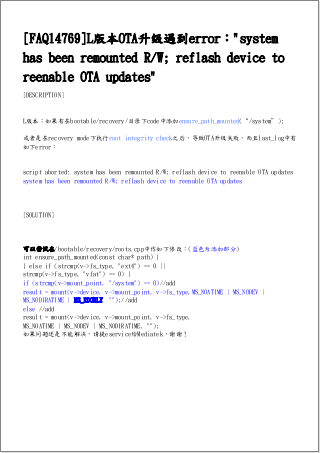 [FAQ14769]L版本OTA升级遇到error："system
has been remounted R/W; reflash device to
reenable OTA updates"
[DESCRIPTION]
L版本：如果有在bootable/recovery/目录下code中添加ensure_path_mounted( "/system" );
或者是在recovery mode下执行root integrity check之后，导致OTA升级失败，而且last_log中有
如下error：
script aborted: system has been remounted R/W; reflash device to reenable OTA updates
system has been remounted R/W; reflash device to reenable OTA updates
[SOLUTION]
可以尝试在/bootable/recovery/roots.cpp中作如下修改：(蓝色为添加部分)
int ensure_path_mounted(const char* path) {
} else if (strcmp(v->fs_type, "ext4") == 0 ||
strcmp(v->fs_type, "vfat") == 0) {
if (strcmp(v->mount_point, "/system") == 0)//add
result = mount(v->device, v->mount_point, v->fs_type,MS_NOATIME | MS_NODEV |
MS_NODIRATIME | MS_RDONLY, "");//add
else //add
result = mount(v->device, v->mount_point, v->fs_type,
MS_NOATIME | MS_NODEV | MS_NODIRATIME, "");
如果问题还是不能解决，请提eservice给Mediatek，谢谢！